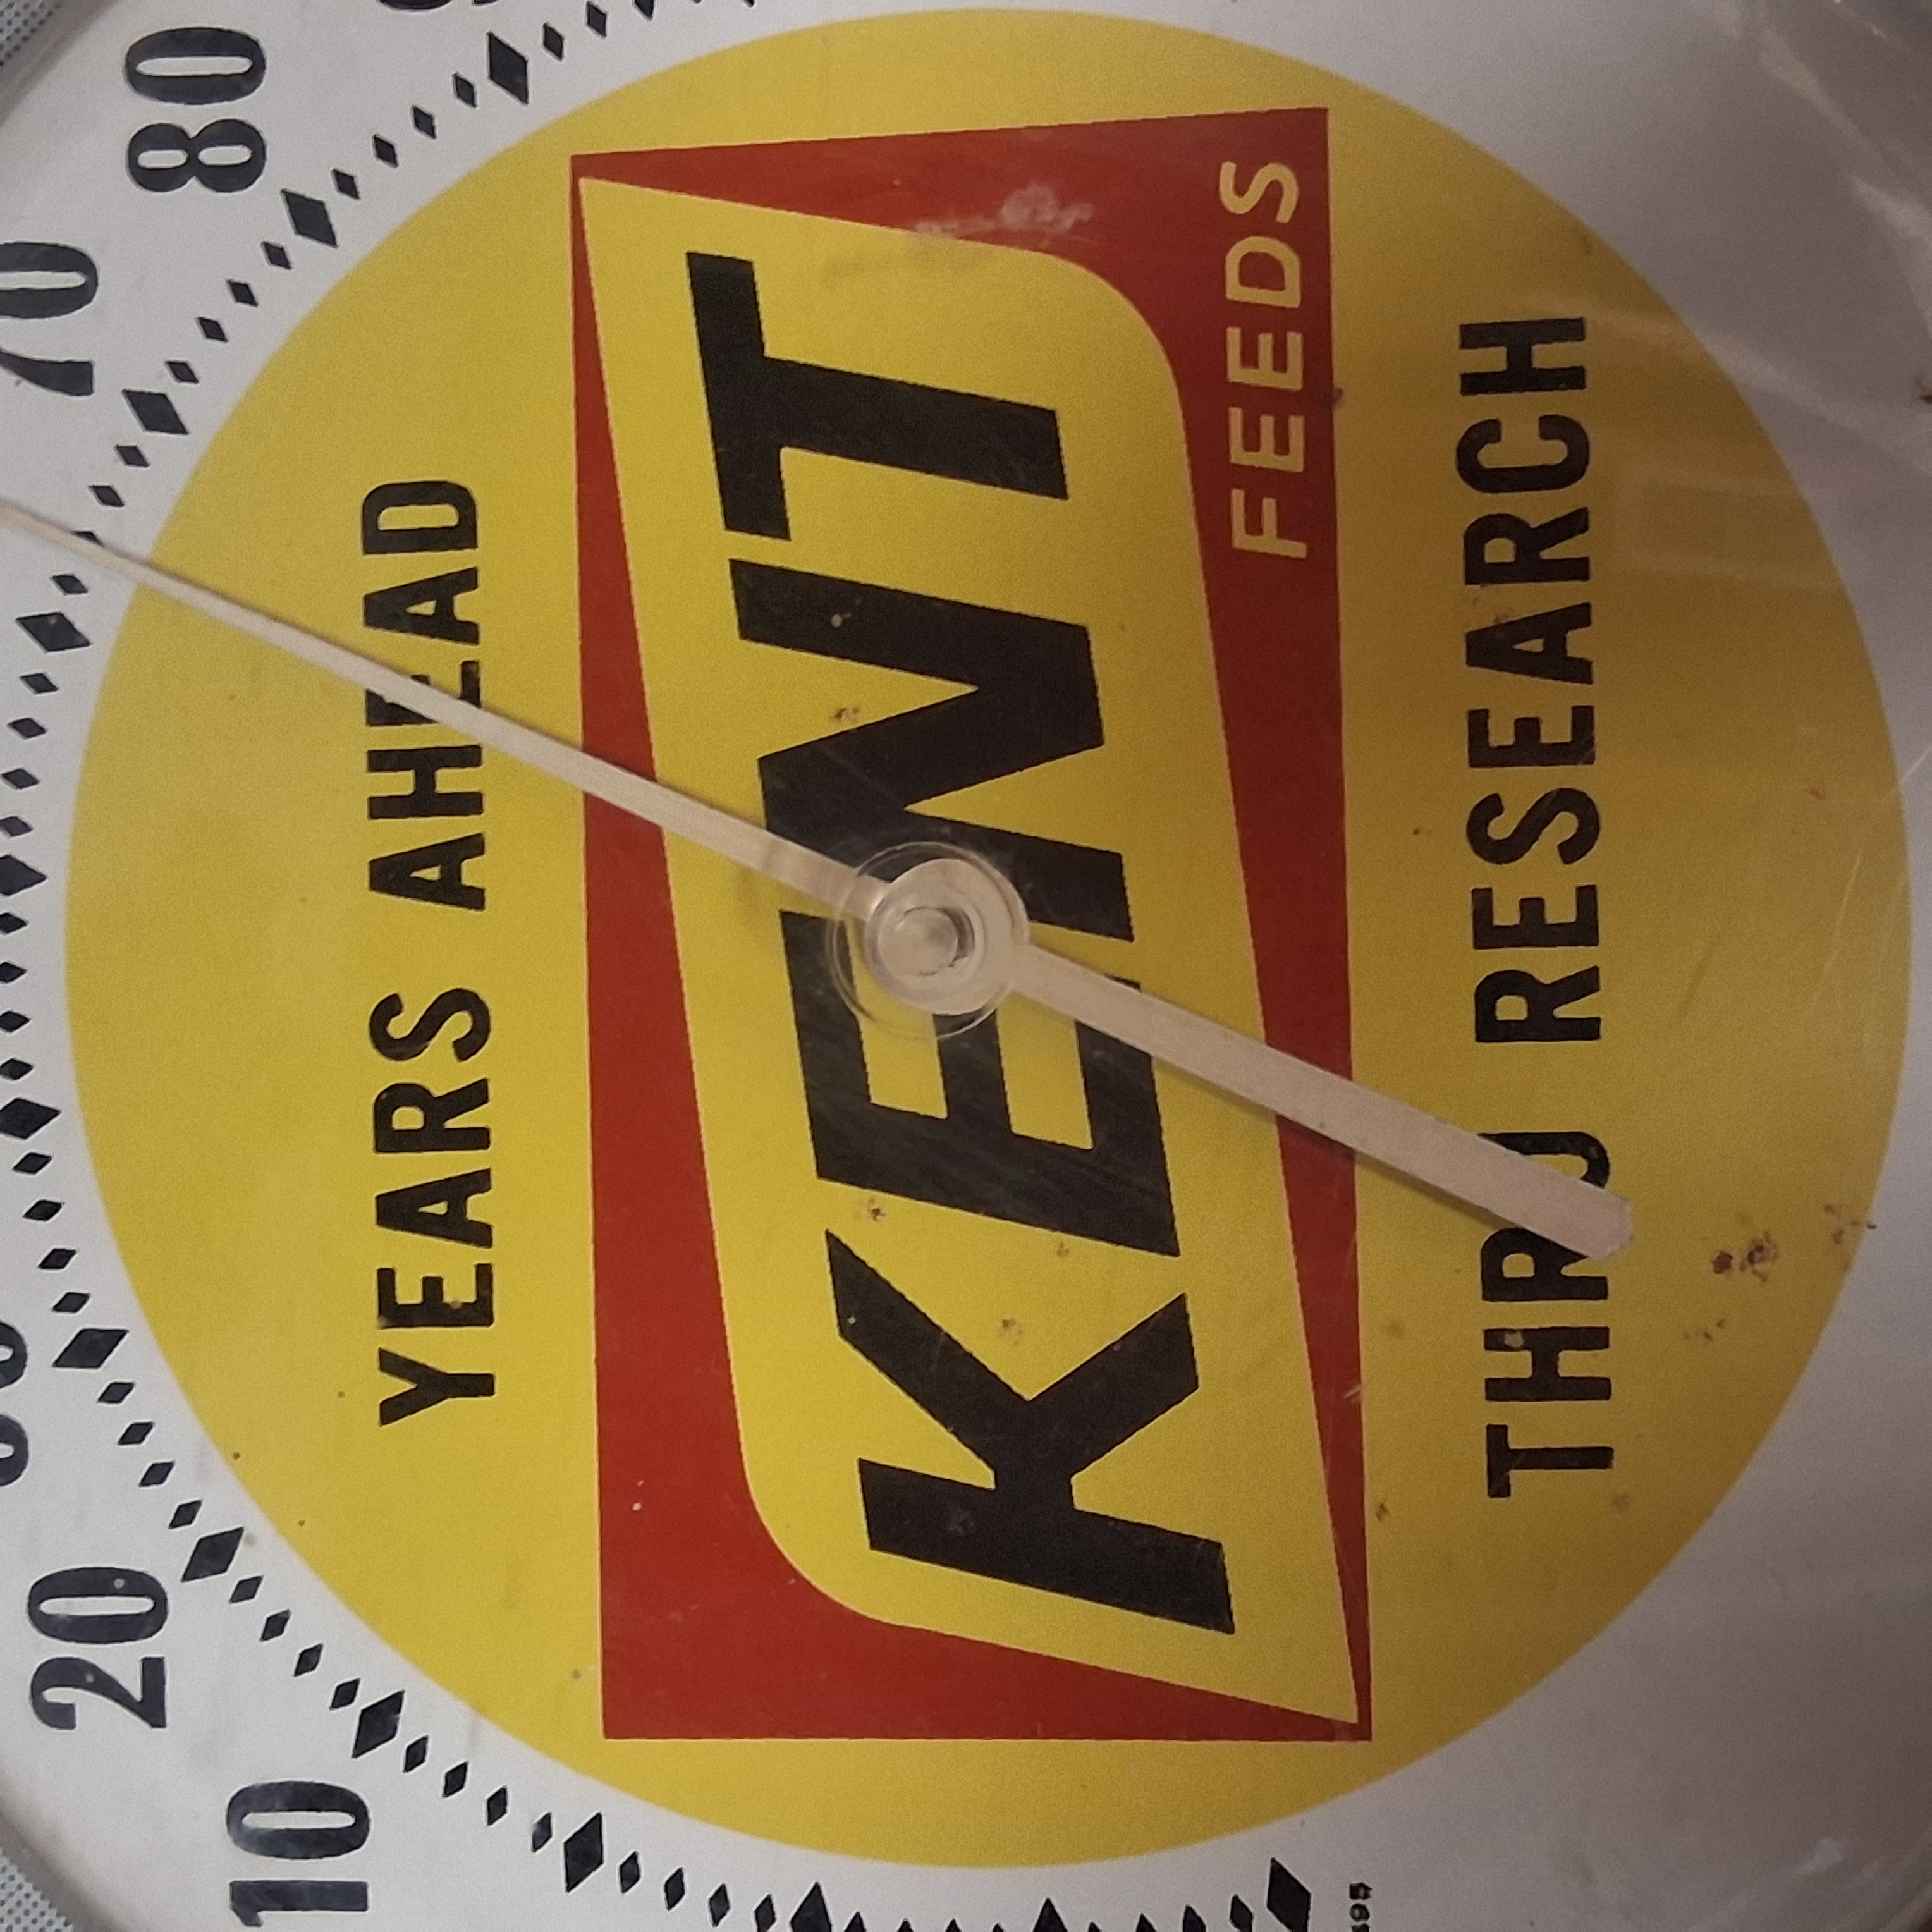 10
20
70
80
YEARS AHEAD
KENT
FEEDS
THRU RESEARCH